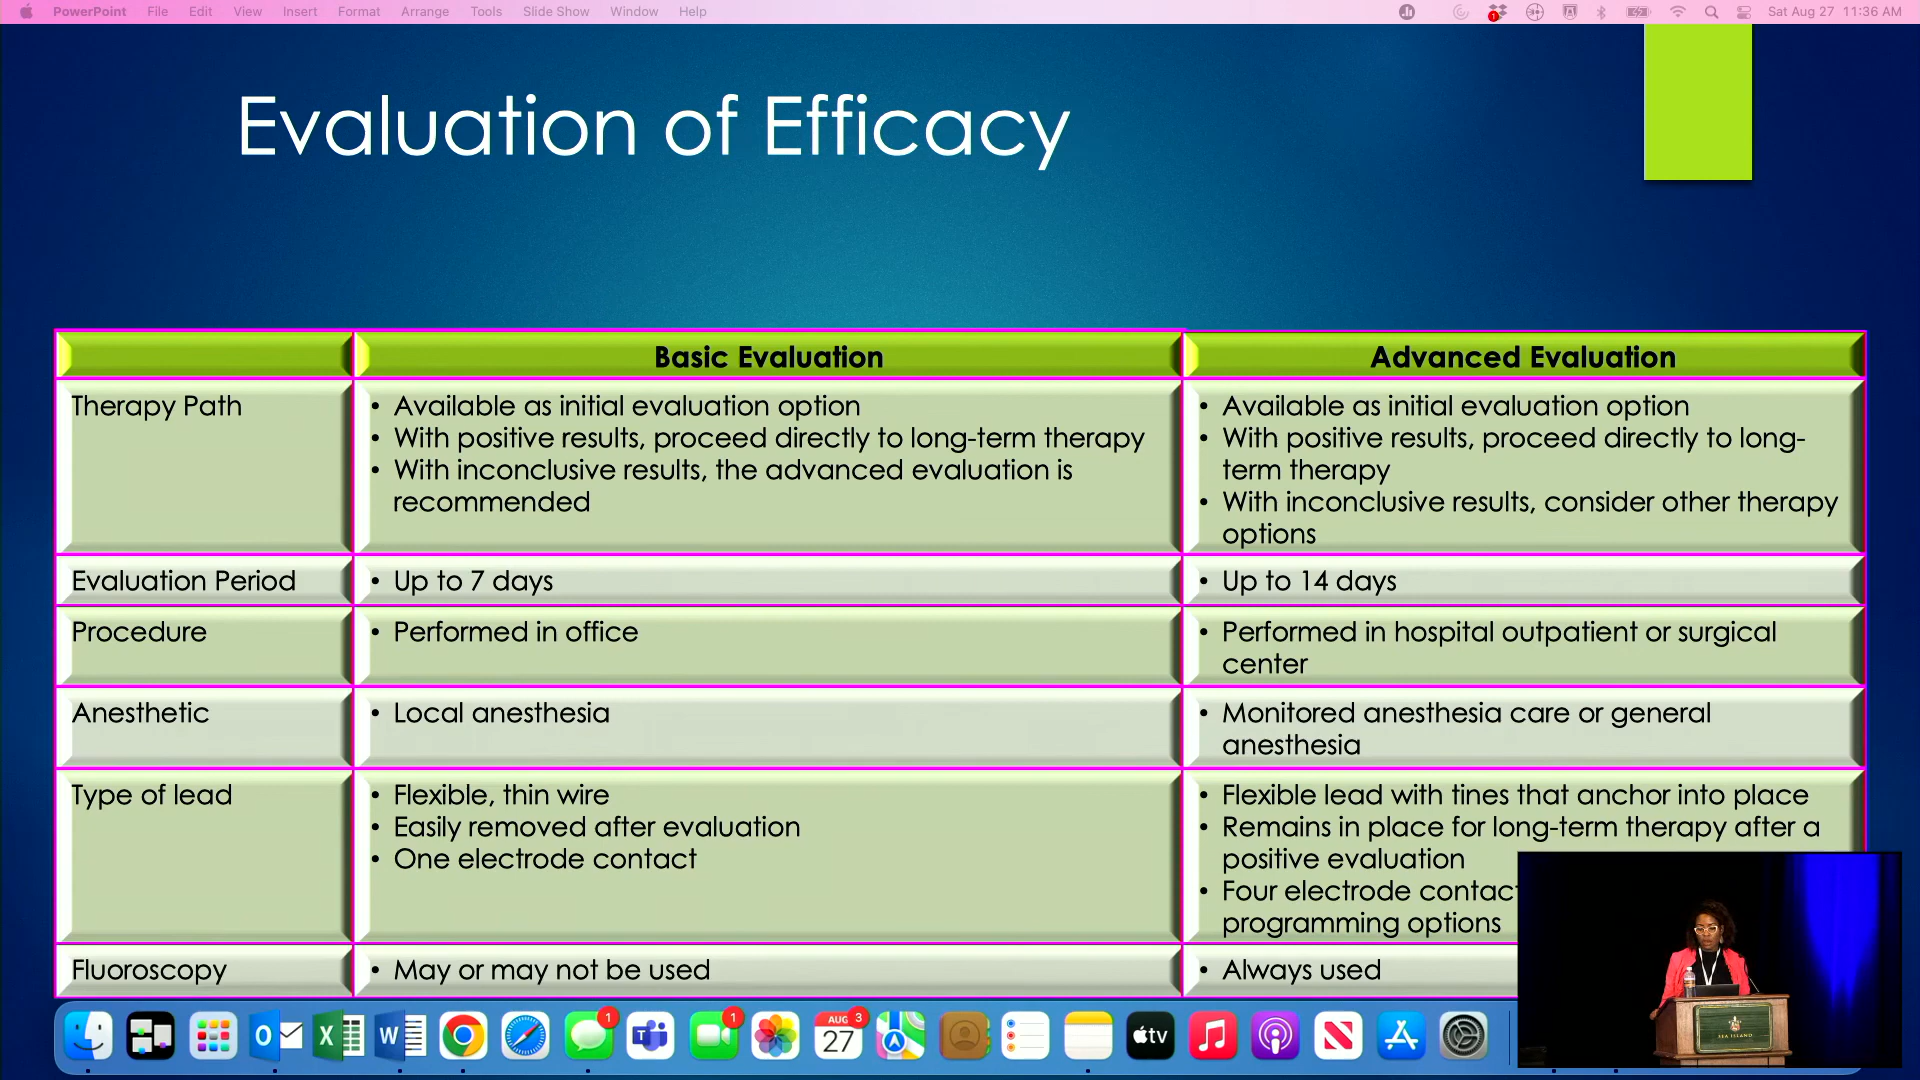 PowerPoint File Edit View Insert Format Arrange Tools Slide Show Window Help
Sat Aug 27 11:36 AM
Evaluation of Efficacy
Basic Evaluation
Advanced Evaluation
Therapy Path
• Available as initial evaluation option
• With positive results, proceed directly to long-term therapy
• With inconclusive results, the advanced evaluation is
recommended
• Available as initial evaluation option
• With positive results, proceed directly to long-
term therapy
• With inconclusive results, consider other therapy
options
Evaluation Period
• Up to 7 days
• Up to 14 days
Procedure
• Performed in office
• Performed in hospital outpatient or surgical
center
Anesthetic
• Local anesthesia
• Monitored anesthesia care or general
anesthesia
Type of lead
• Flexible, thin wire
• Easily removed after evaluation
• One electrode contact
• Flexible lead with tines that anchor into place
• Remains in place for long-term therapy after a
positive evaluation
• Four electrode
programming options
Fluoroscopy
• May or may not be used
• Always used
1
1
AUG 3
27
tv
SEA ISLAND